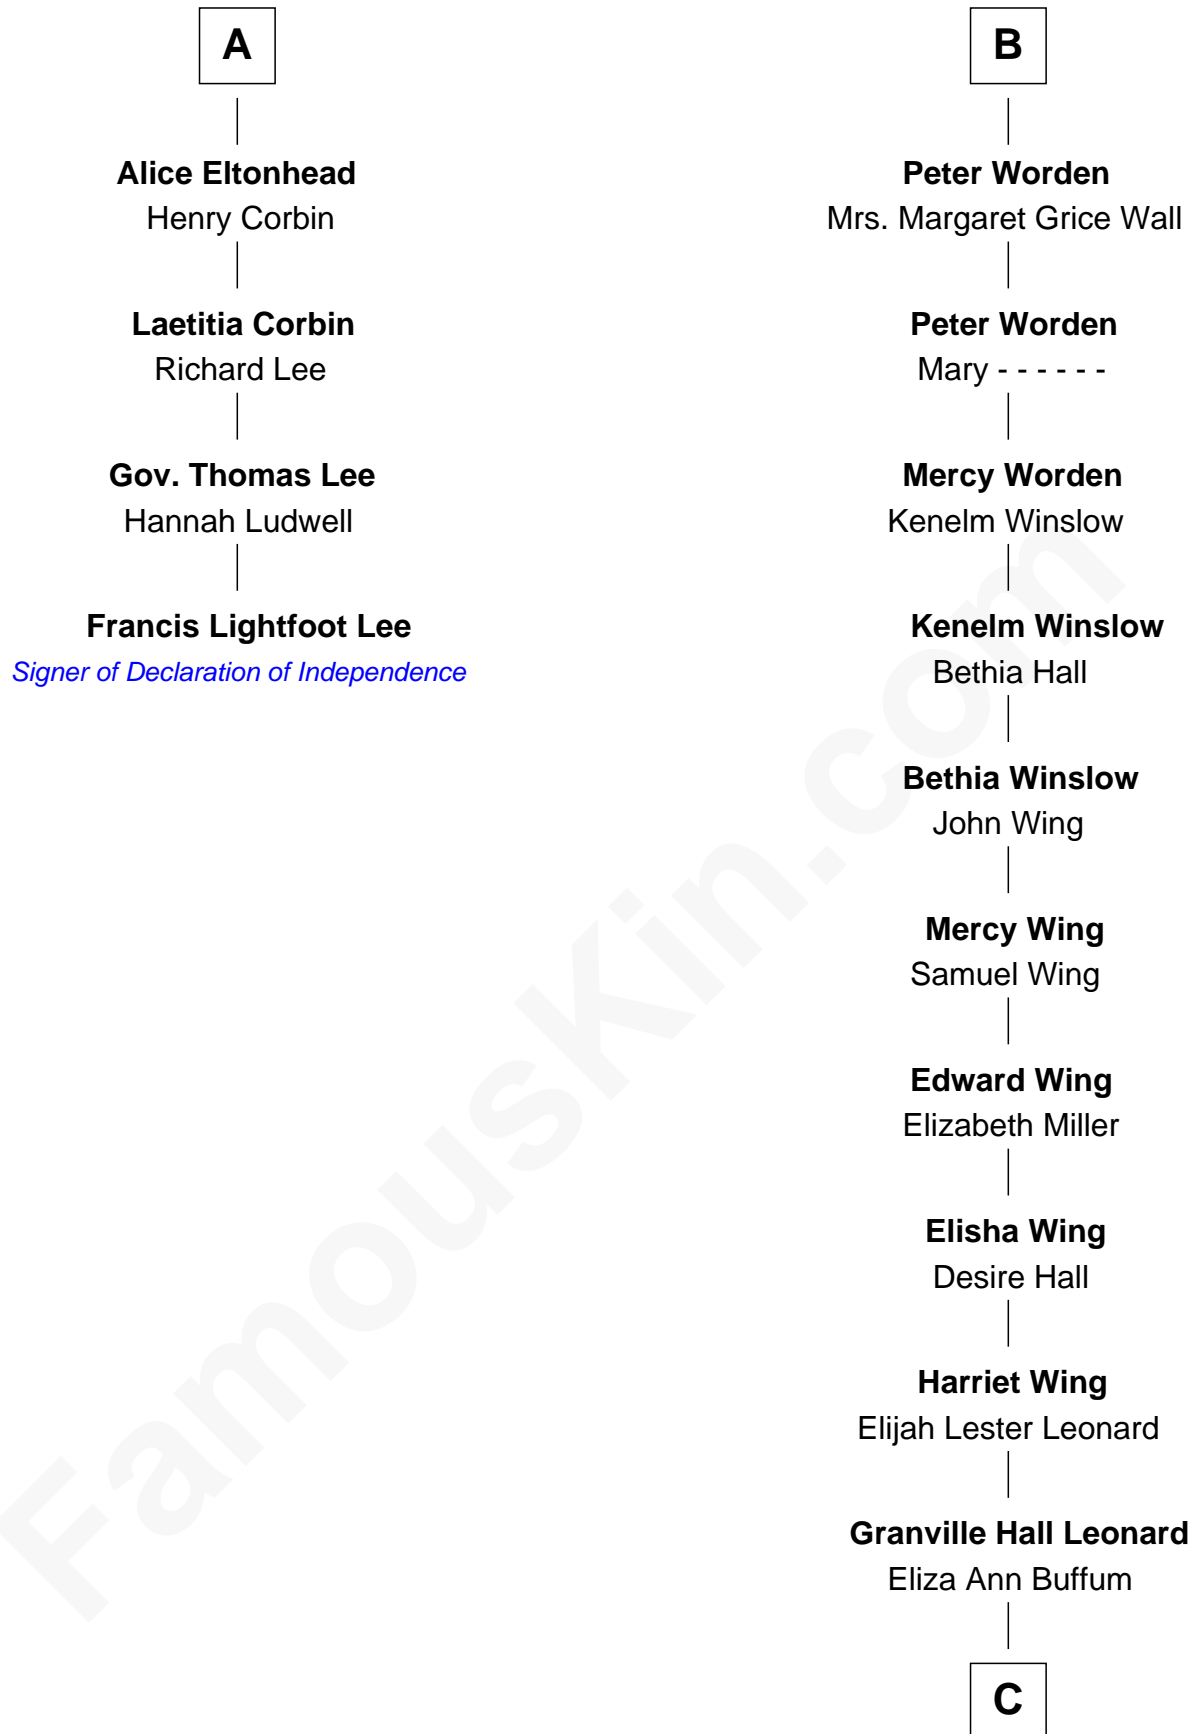 A
Alice Eltonhead
Henry Corbin
Laetitia Corbin
Richard Lee
Gov. Thomas Lee
Hannah Ludwell
Francis Lightfoot Lee
Signer of Declaration of Independence
B
Peter Worden
Mrs. Margaret Grice Wall
Peter Worden
Mary - - - - - -
Mercy Worden
Kenelm Winslow
Kenelm Winslow
Bethia Hall
Bethia Winslow
John Wing
Mercy Wing
Samuel Wing
Edward Wing
Elizabeth Miller
Elisha Wing
Desire Hall
Harriet Wing
Elijah Lester Leonard
Granville Hall Leonard
Eliza Ann Buffum
C
FamousKin.com